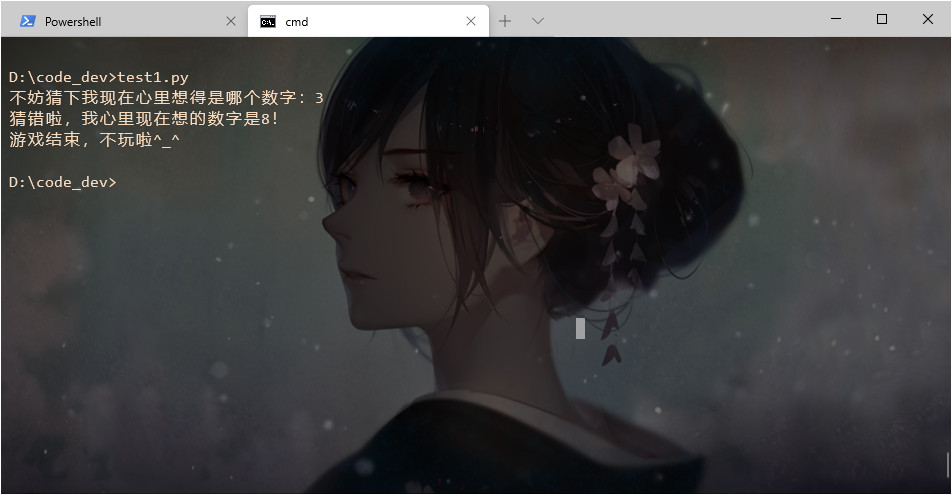 Powershell
cmd
D:\code_dev>test1.py
不妨猜下我现在心里想得是哪个数字：3
猜错啦，我心里现在想的数字是8！
游戏结束，不玩啦^_^
D:\code_dev>